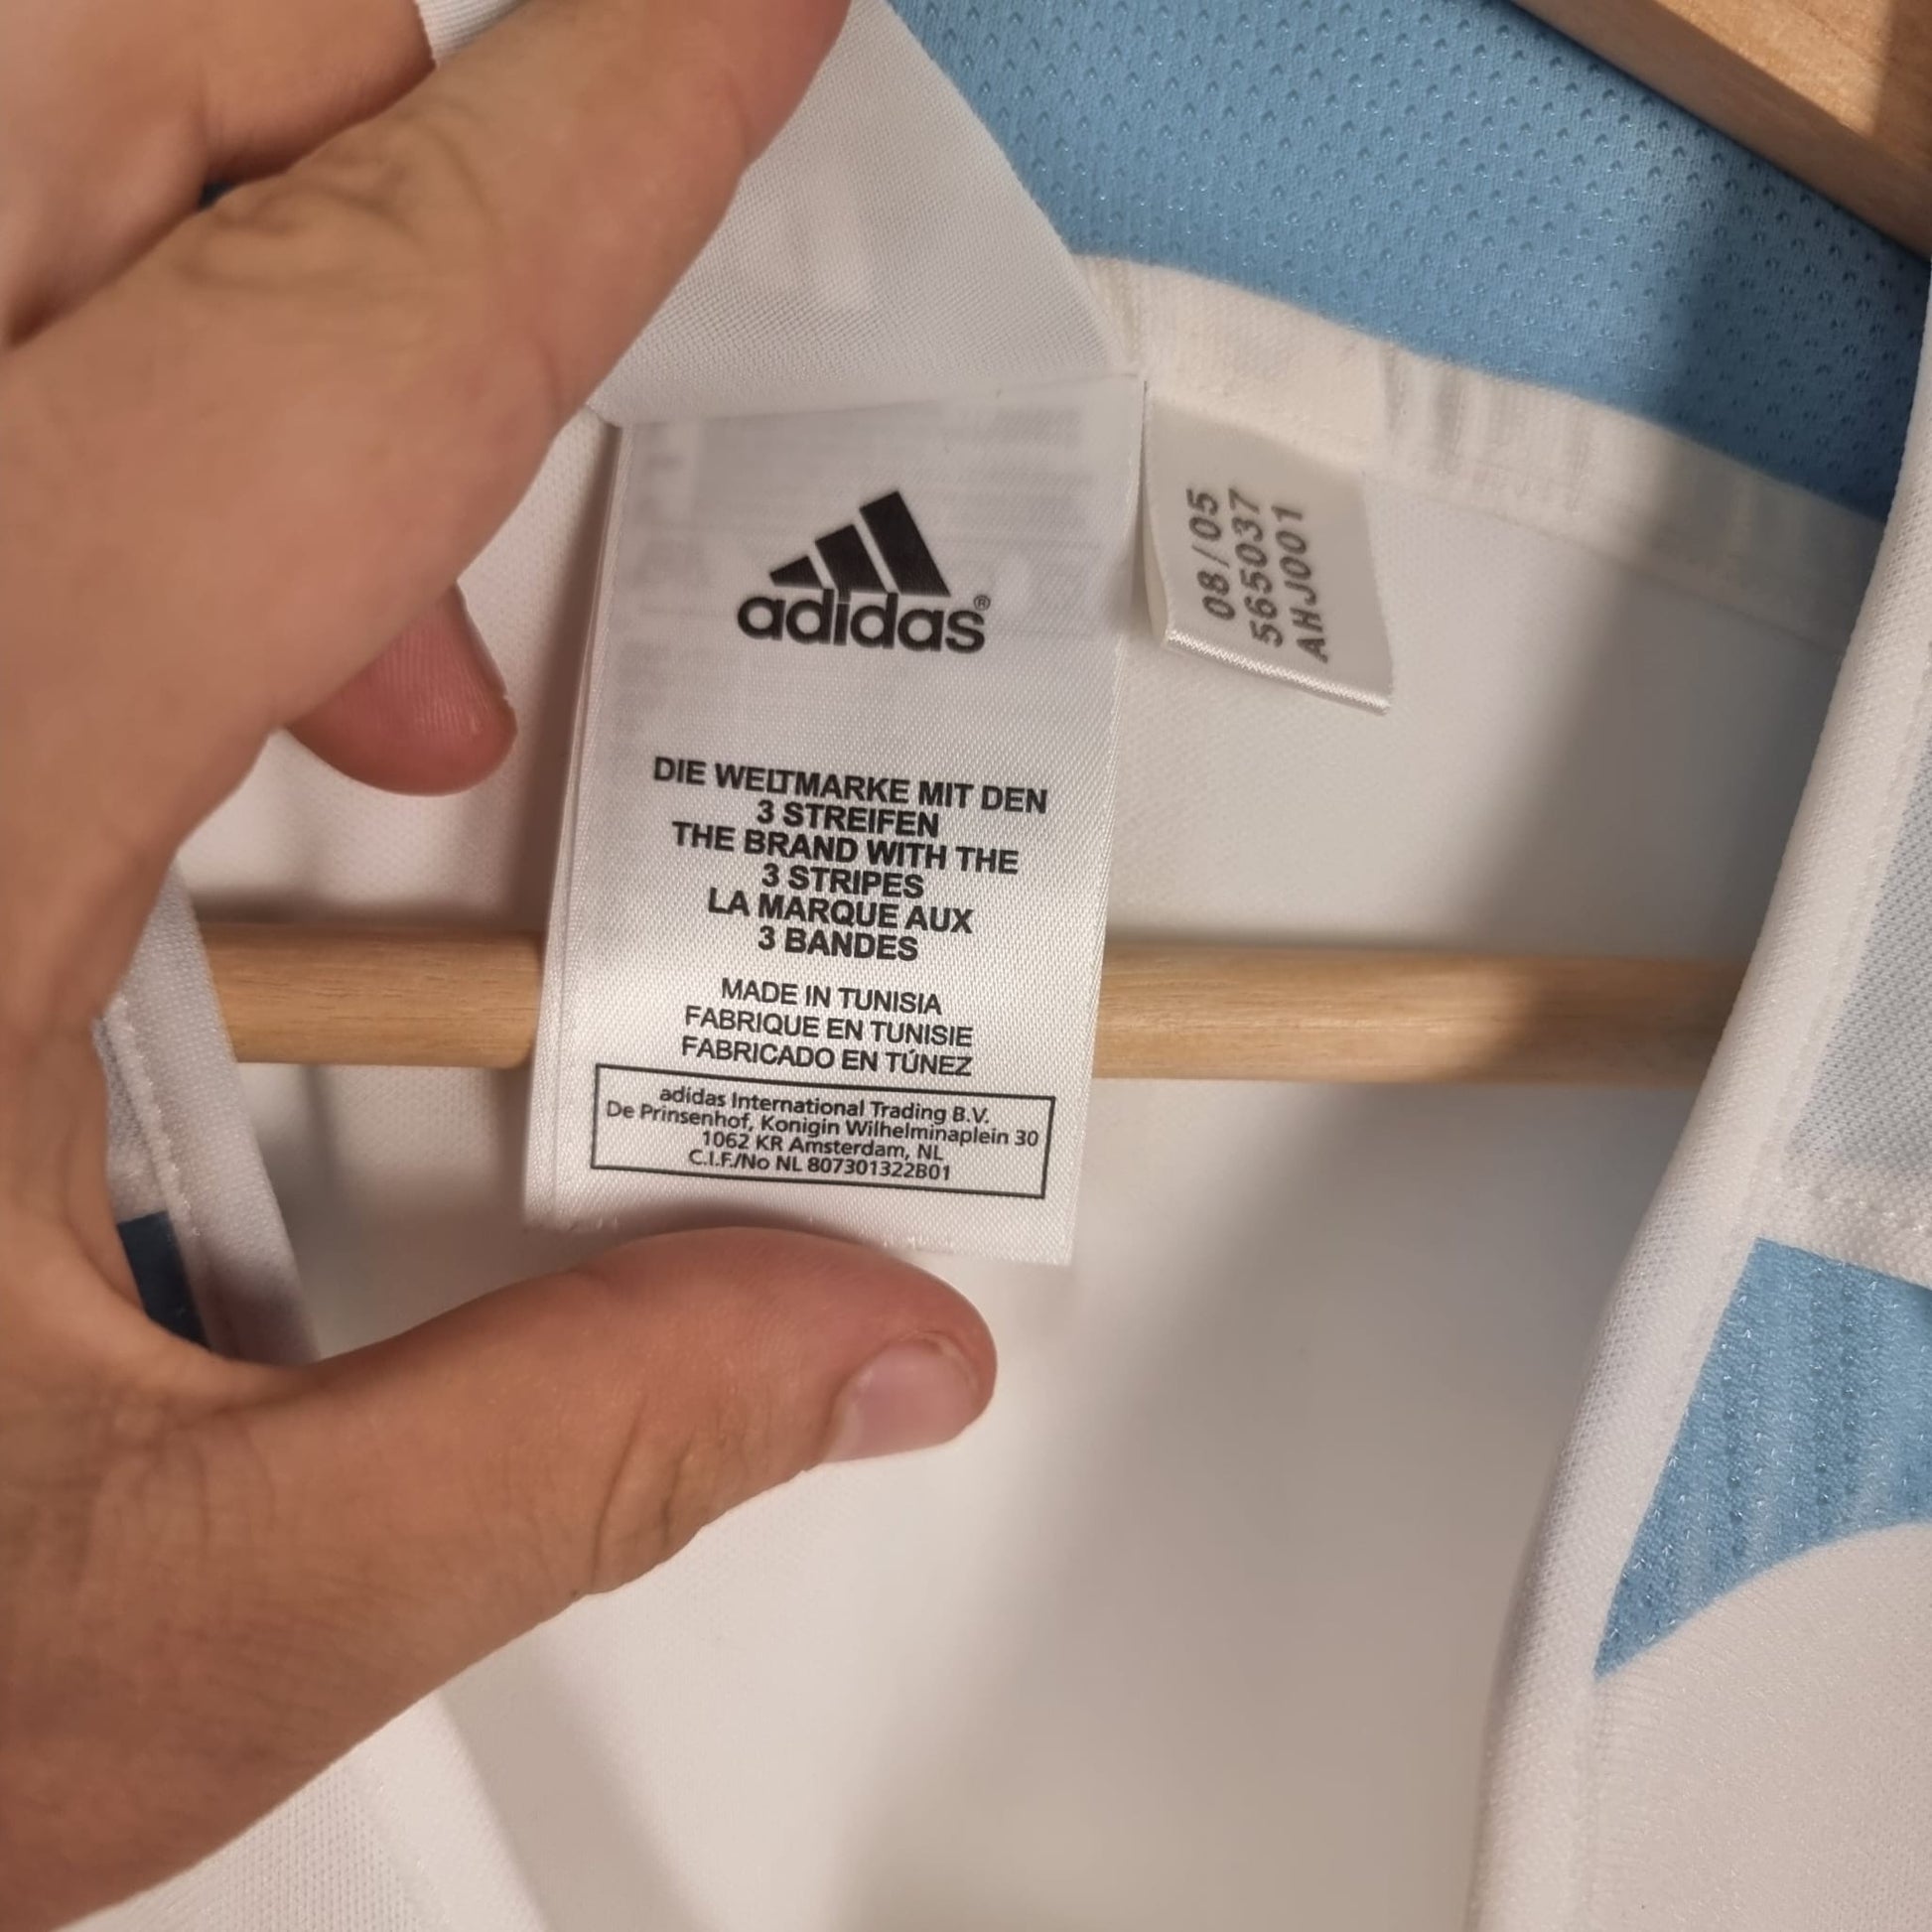 adidas®
DIE WELTMARKE MIT DEN
3 STREIFEN
THE BRAND WITH THE
3 STRIPES
LA MARQUE AUX
3 BANDES
MADE IN TUNISIA
FABRIQUE EN TUNISIE
FABRICADO EN TÚNEZ
adidas International Trading B.V.
De Prinsenhof, Konigin Wilhelminaplein 30
1062 KR Amsterdam, NL
C.I.F./No NL 807301322B01
08/05
565037
AHJ001